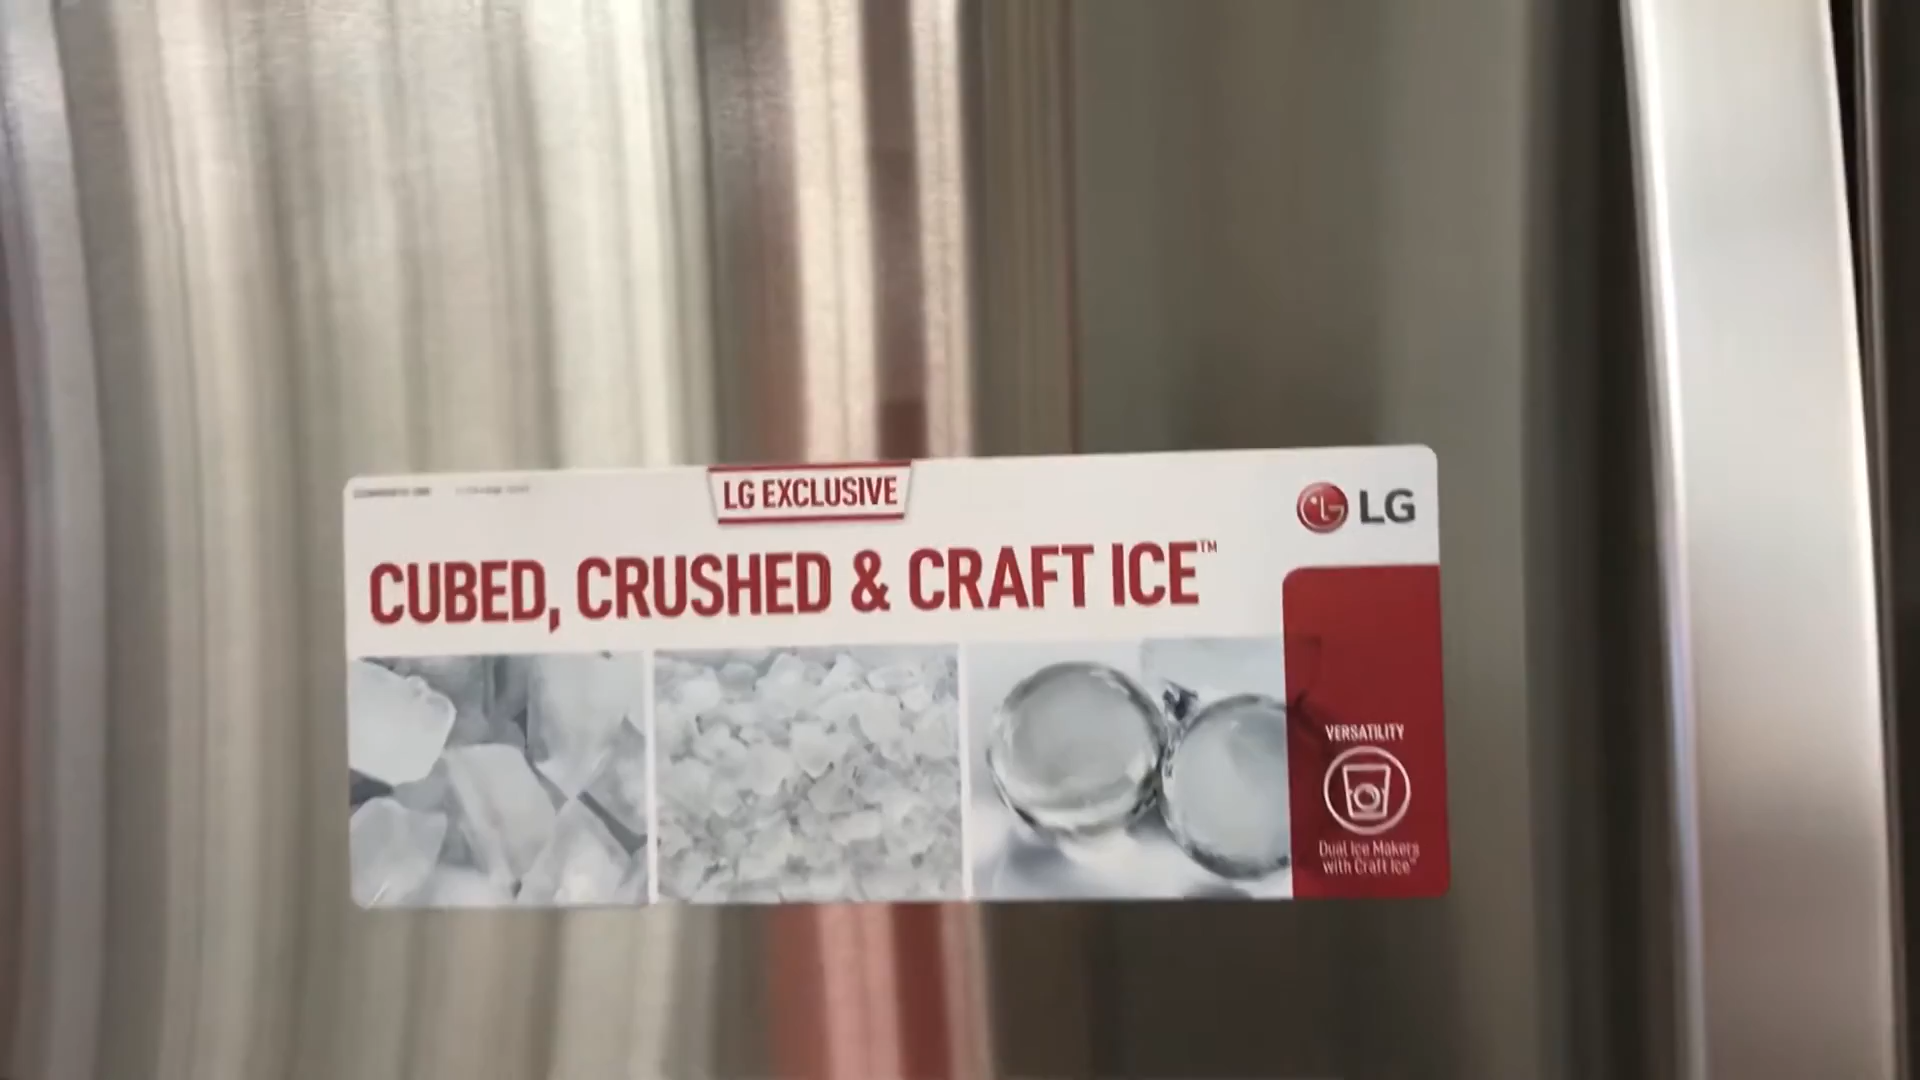 LG EXCLUSIVE
LG
CUBED, CRUSHED & CRAFT ICE™
VERSATILITY
Dual Ice Makers
with Craft Ice™